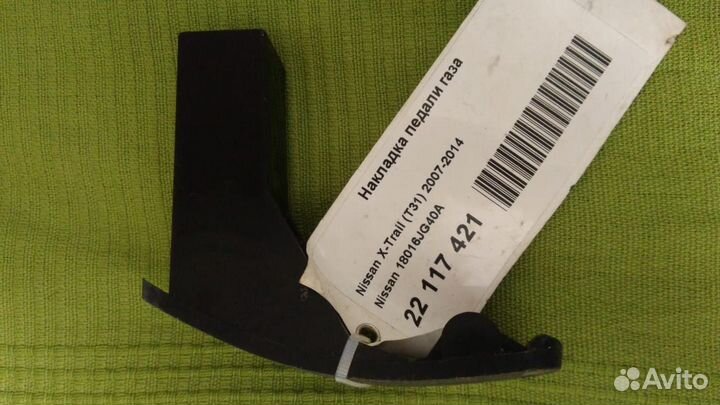 Накладка педали газа
Nissan X-Trail (T31) 2007-2014
Nissan 18016JG40A
22 117 421
Avito